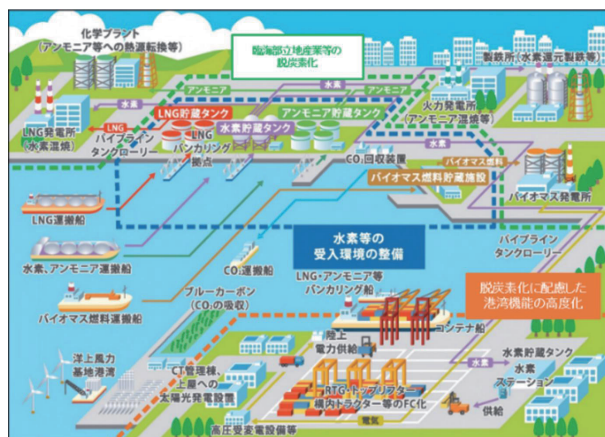 化学プラント
(アンモニア等への熱源転換等)
臨海部立地産業等の
脱炭素化
製鉄所(水素還元製鉄等)
水素
アンモニア
アンモニア
LNG貯蔵タンク
アンモニア貯蔵タンク
水素貯蔵タンク
火力発電所
(アンモニア混焼等)
LNG
LNG発電所
(水素混焼)
パイプライン
タンクローリー
LNG
バンカリング
拠点
CO₂回収装置
水素
バイオマス燃料
バイオマス燃料貯蔵施設
バイオマス発電所
LNG運搬船
水素等の
受入環境の整備
パイプライン
タンクローリー
水素、アンモニア運搬船
CO₂運搬船
LNG・アンモニア等
バンカリング船
脱炭素化に配慮した
港湾機能の高度化
バイオマス燃料運搬船
ブルーカーボン
(CO₂の吸収)
コンテナ船
陸上
電力供給
洋上風力
基地港湾
CT管理棟、
上屋への
太陽光発電設置
水素
水素貯蔵タンク
水素
ステーション
RTG・トップリフター
構内トラクター等のFC化
供給
電気
高圧受変電設備等